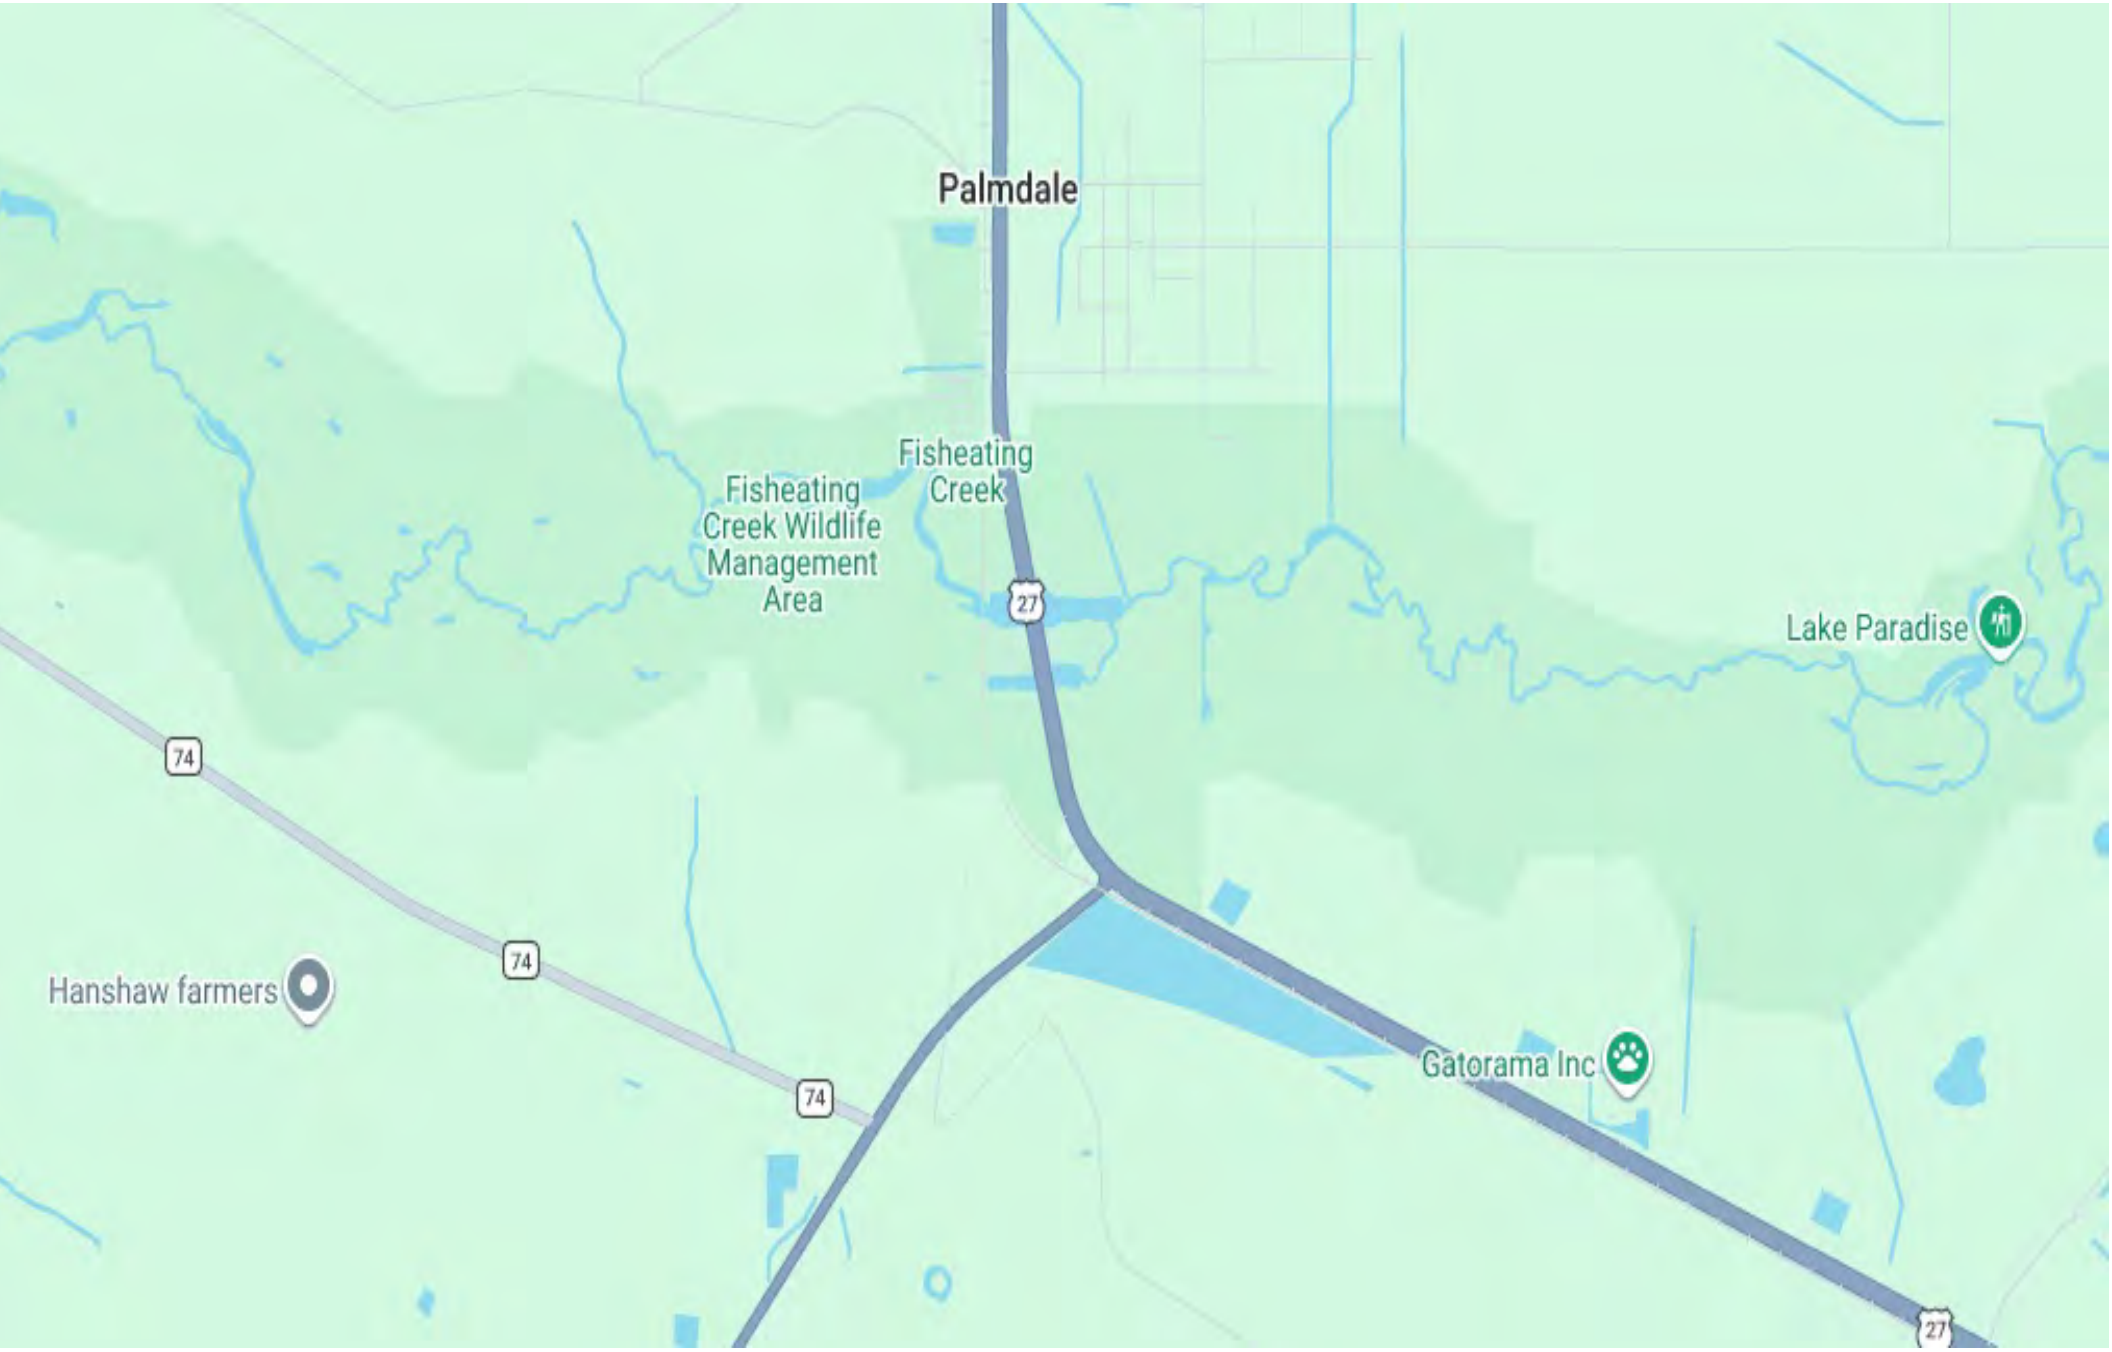 Palmdale
Fisheating
Creek
Fisheating
Creek Wildlife
Management
Area
27
Lake Paradise
74
74
Hanshaw farmers
74
Gatorama Inc
27